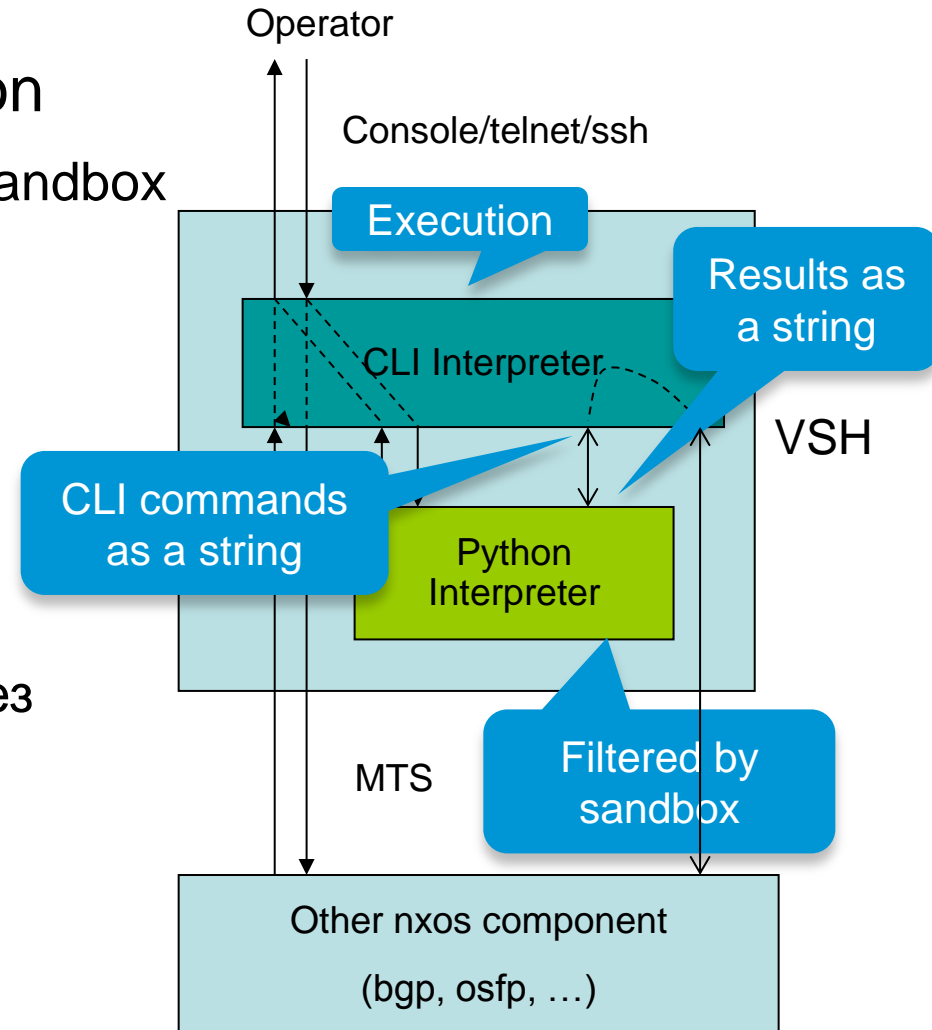 Operator
on
Console/telnet/ssh
andbox
Execution
Results as
a string
CLI Interpreter
VSH
CLI commands
as a string
Python
Interpreter
ез
MTS
Filtered by
sandbox
Other nxos component
(bgp, osfp, …)